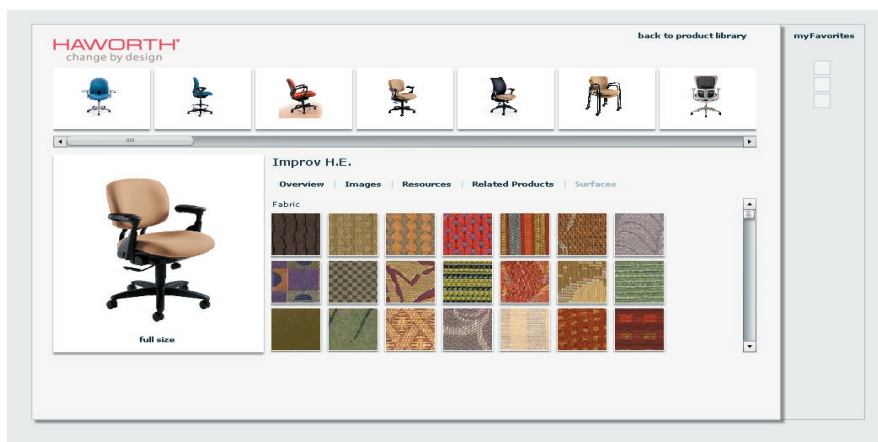 HAWORTH®
change by design
back to product library
myFavorites
Improv H.E.
Overview | Images | Resources | Related Products | Surfaces
Fabric
full size